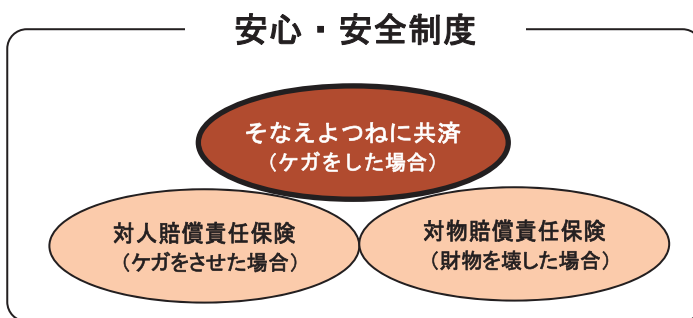 安心・安全制度
そなえよつねに共済
（ケガをした場合）
対人賠償責任保険
（ケガをさせた場合）
対物賠償責任保険
（財物を壊した場合）